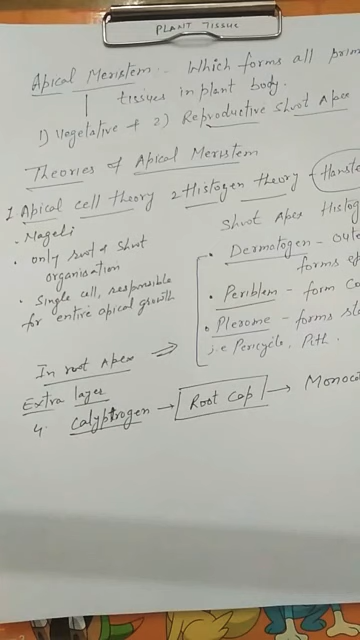 PLANT TISSUE
Apical Meristem - Which forms all prim
tissues in plant body.
1) Vegetative & 2) Reproductive Shoot Apex
Theories of Apical Meristem
1 Apical cell theory 2 Histogen theory - Hanste
Shoot Apex Histog
• Nageli
• only root & shoot
organisation
• Single cell, responsible
for entire apical growth
• Dermatogen - Oute
forms ep
• Periblem - form Co
• Plerome - forms ste
i.e Pericycle, Pith.
In root Apex
Extra layer
4. Calyptrogen → Root Cap → Monocot